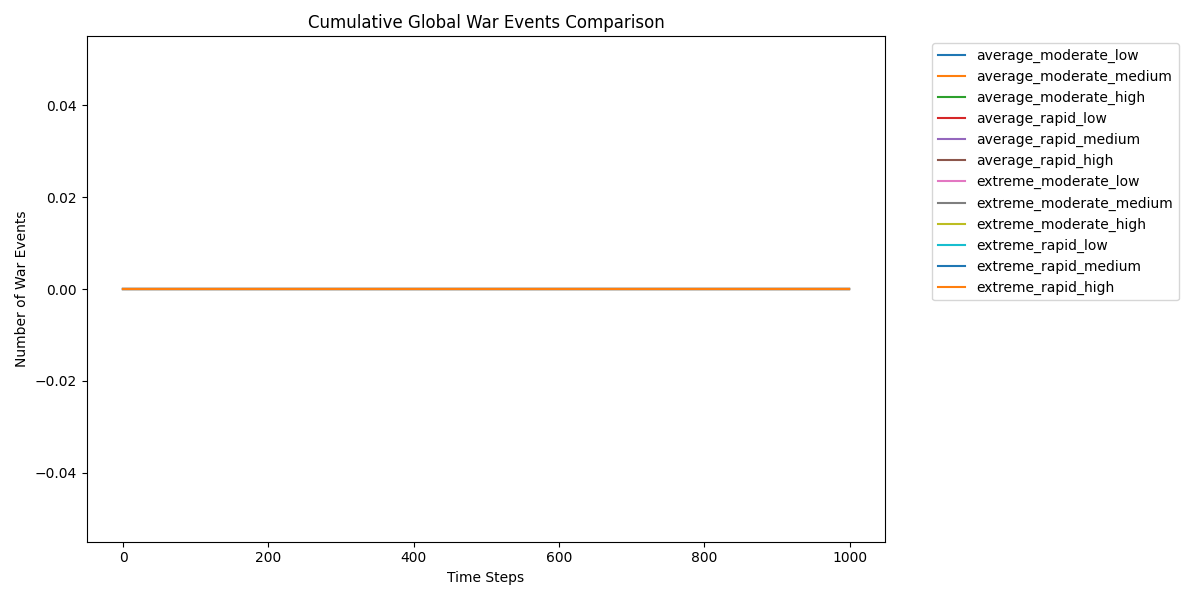 Cumulative Global War Events Comparison
Number of War Events
0.04
0.02
0.00
−0.02
−0.04
0 200 400 600 800 1000
Time Steps
average_moderate_low
average_moderate_medium
average_moderate_high
average_rapid_low
average_rapid_medium
average_rapid_high
extreme_moderate_low
extreme_moderate_medium
extreme_moderate_high
extreme_rapid_low
extreme_rapid_medium
extreme_rapid_high